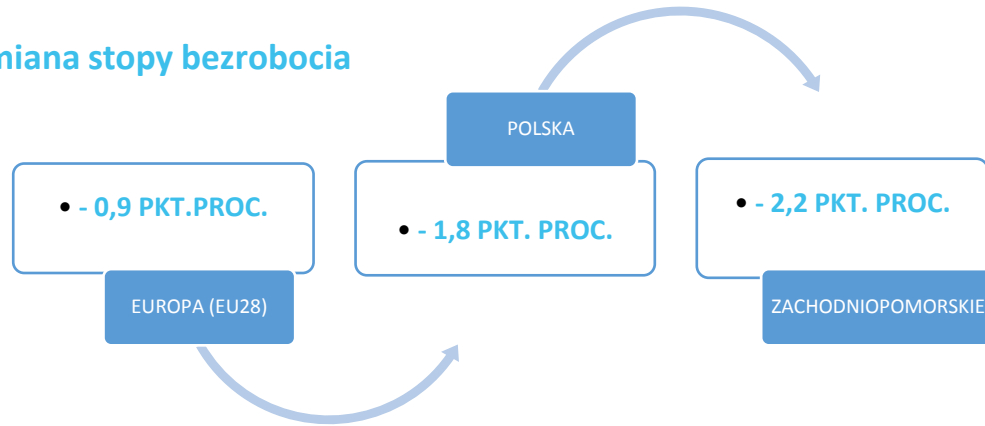 miana stopy bezrobocia
POLSKA
• - 0,9 PKT.PROC.
• - 1,8 PKT. PROC.
• - 2,2 PKT. PROC.
EUROPA (EU28)
ZACHODNIOPOMORSKIE